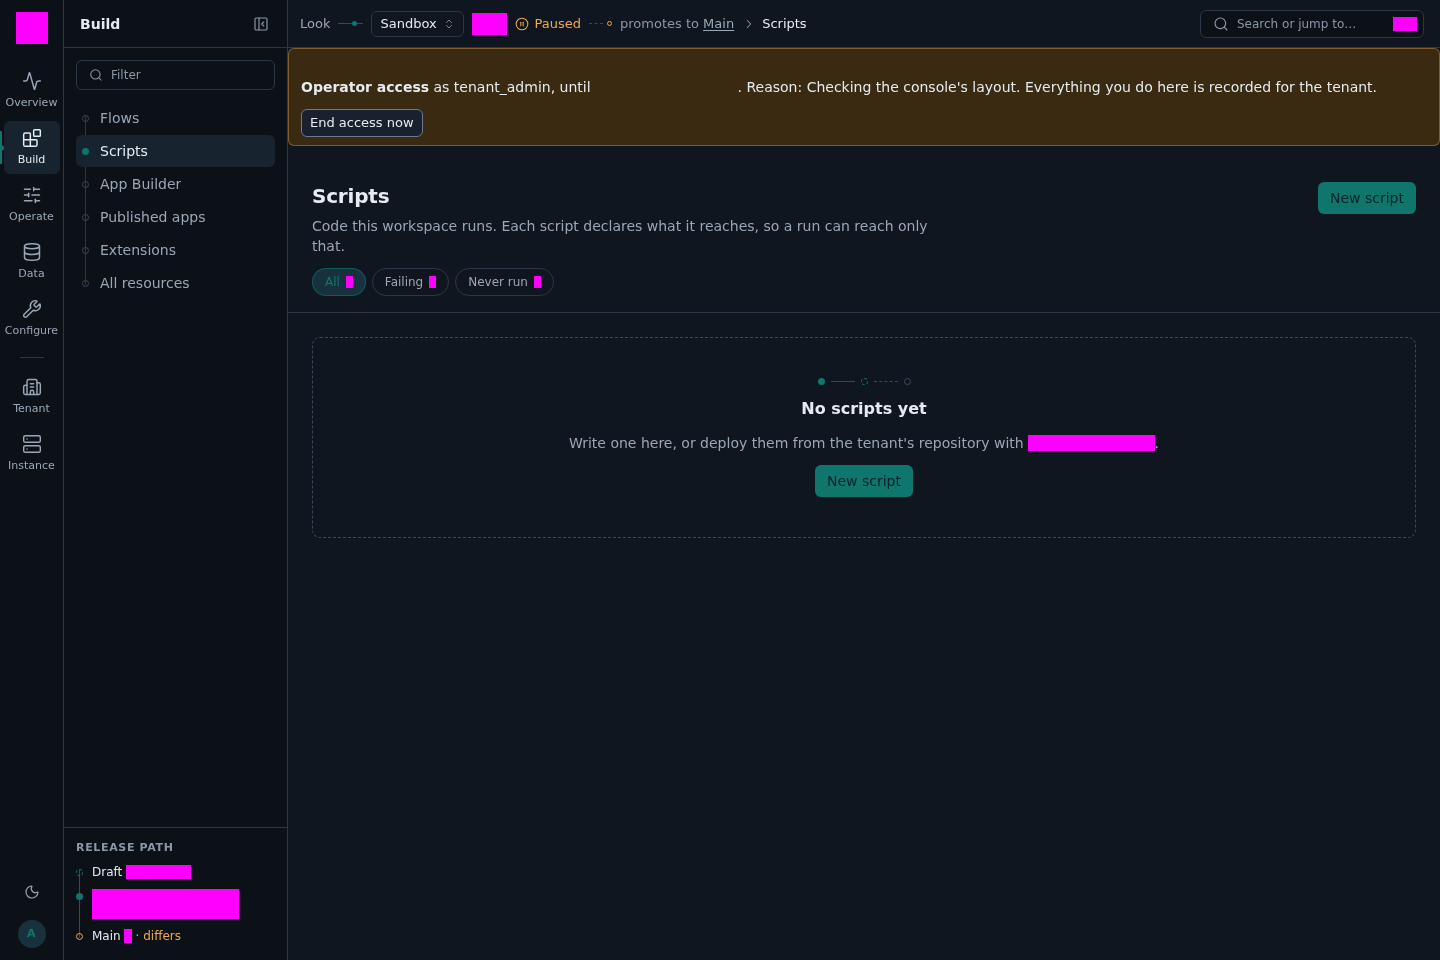 Build
Look
Sandbox
Paused
promotes to Main
Scripts
Search or jump to...
Overview
Build
Operate
Data
Configure
Tenant
Instance
A
Filter
Flows
Scripts
App Builder
Published apps
Extensions
All resources
RELEASE PATH
Draft
Main · differs
Operator access as tenant_admin, until . Reason: Checking the console's layout. Everything you do here is recorded for the tenant.
End access now
Scripts
New script
Code this workspace runs. Each script declares what it reaches, so a run can reach only
that.
All
Failing
Never run
No scripts yet
Write one here, or deploy them from the tenant's repository with .
New script